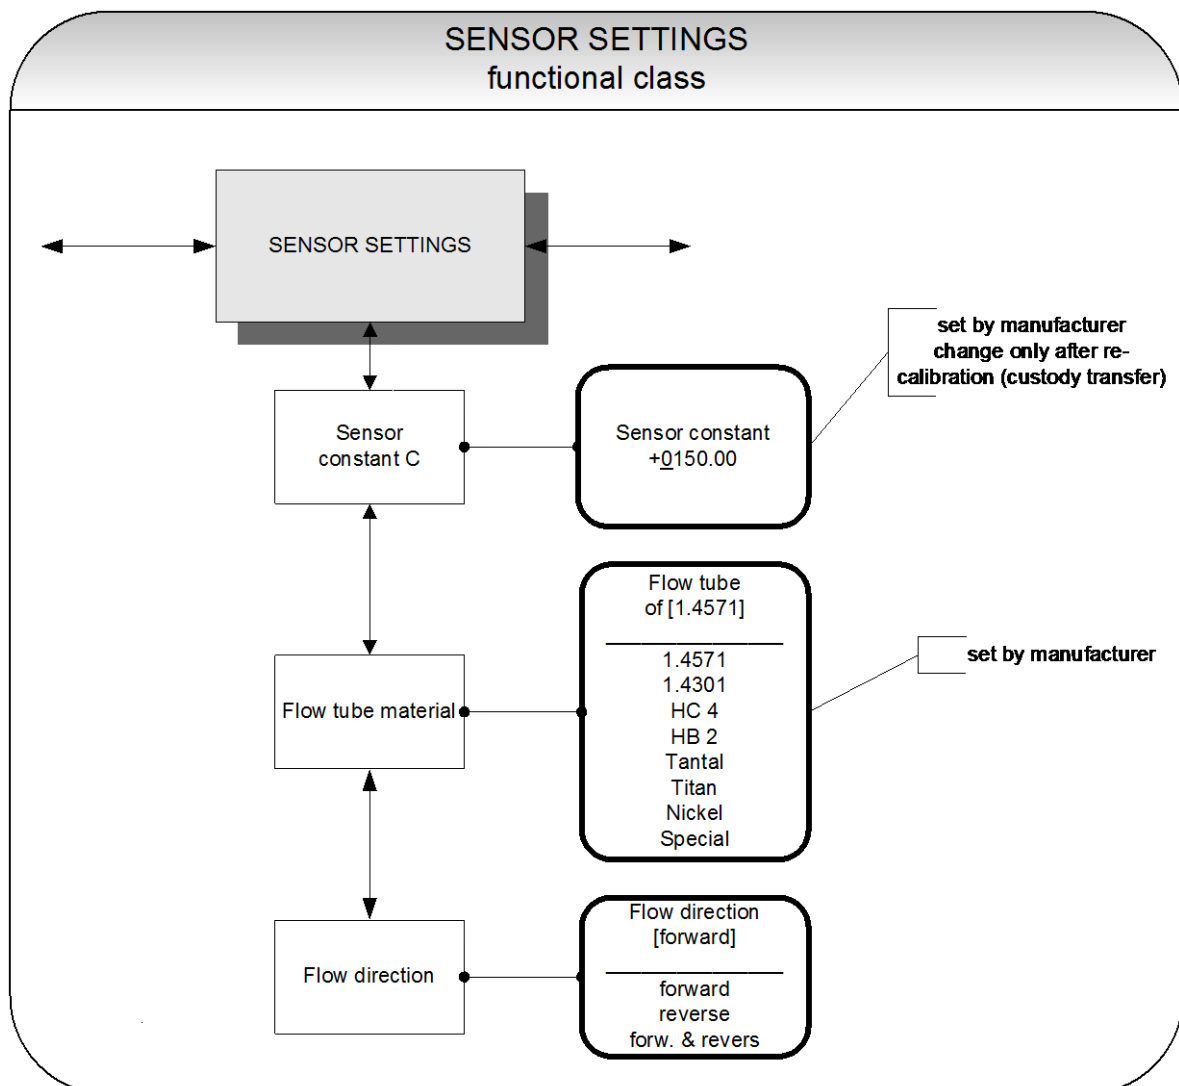 SENSOR SETTINGS
functional class
SENSOR SETTINGS
set by manufacturer
change only after re-
calibration (custody transfer)
Sensor
constant C
Sensor constant
+0150.00
Flow tube
of [1.4571]
1.4571
1.4301
HC 4
HB 2
Tantal
Titan
Nickel
Special
set by manufacturer
Flow tube material
Flow direction
Flow direction
[forward]
forward
reverse
forw. & revers